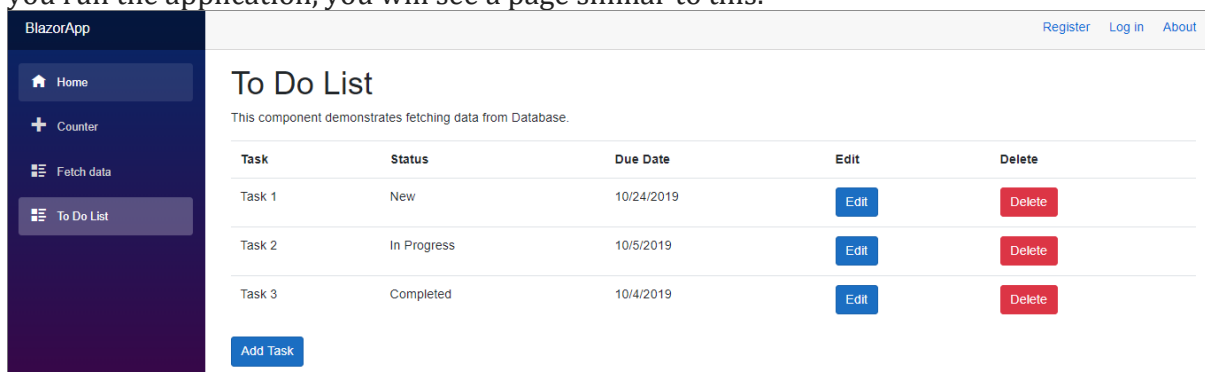 you run the application, you will see a page similar to this:
BlazorApp
Register Log in About
Home
Counter
Fetch data
To Do List
To Do List
This component demonstrates fetching data from Database.
Task Status Due Date Edit Delete
Task 1 New 10/24/2019 Edit Delete
Task 2 In Progress 10/5/2019 Edit Delete
Task 3 Completed 10/4/2019 Edit Delete
Add Task